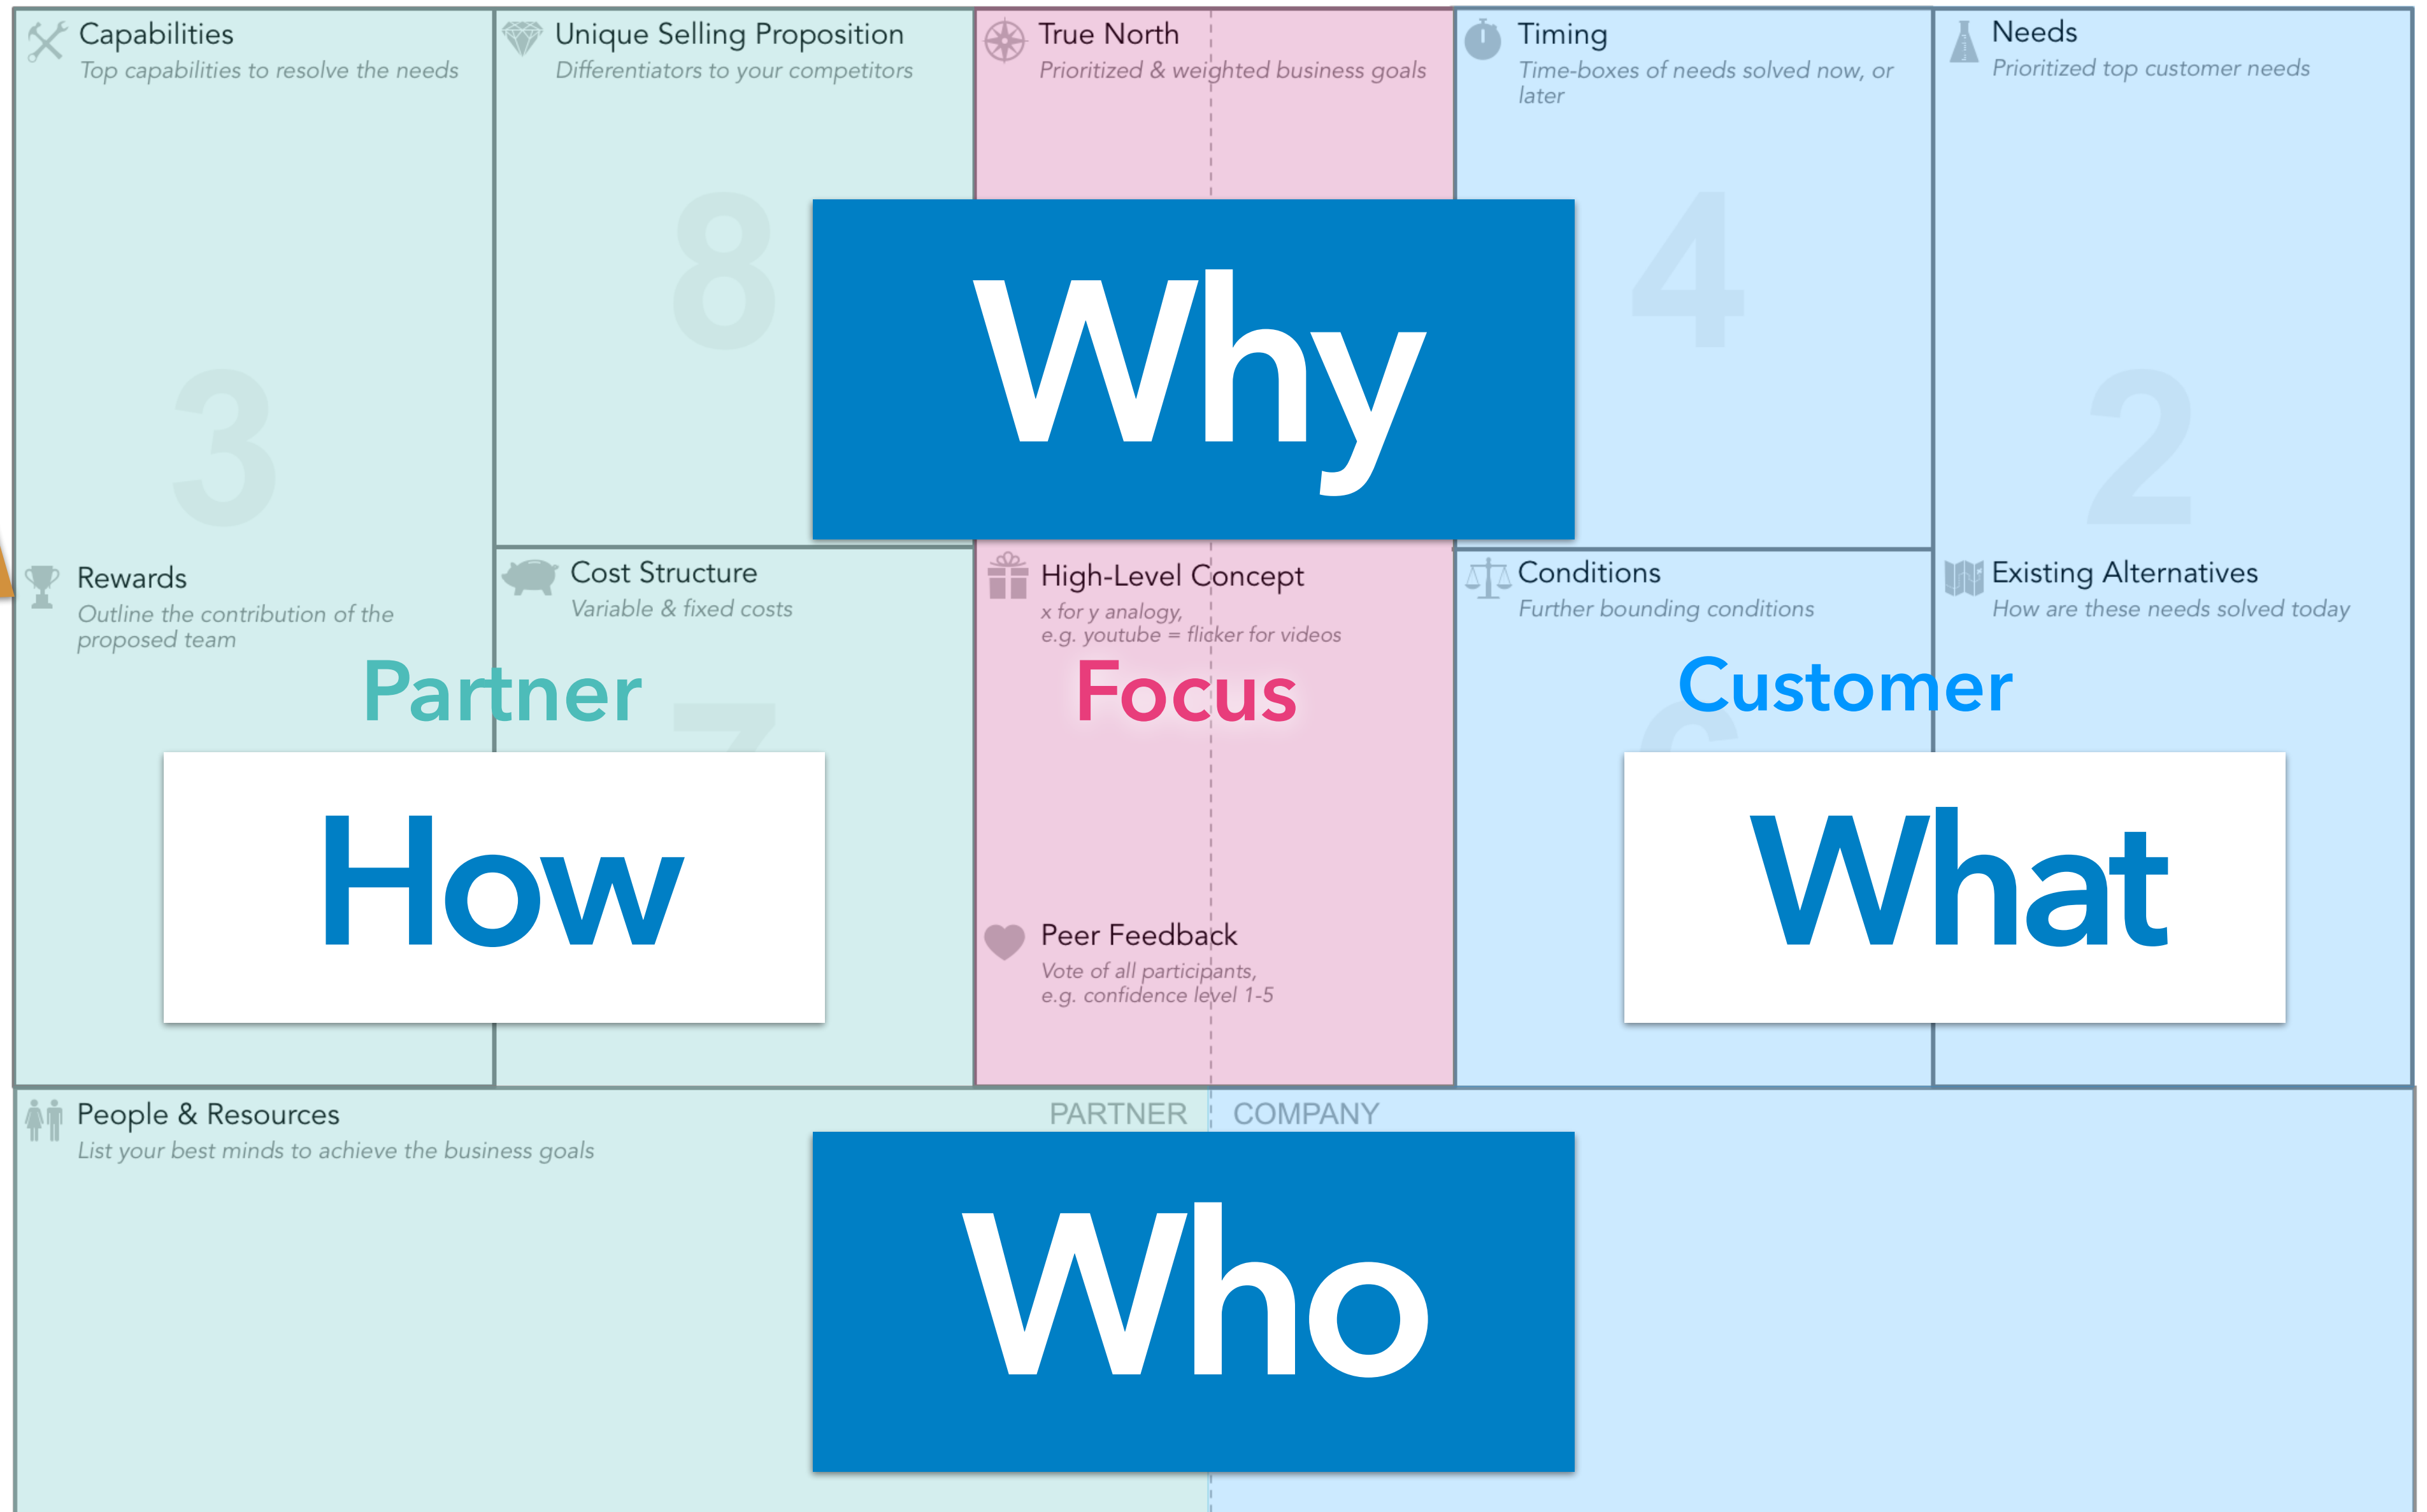 Capabilities
Top capabilities to resolve the needs
3
Rewards
Outline the contribution of the
proposed team
Unique Selling Proposition
Differentiators to your competitors
8
Cost Structure
Variable & fixed costs
Partner
How
True North
Prioritized & weighted business goals
Why
High-Level Concept
x for y analogy,
e.g. youtube = flicker for videos
Focus
Peer Feedback
Vote of all participants,
e.g. confidence level 1-5
Timing
Time-boxes of needs solved now, or
later
4
Conditions
Further bounding conditions
Needs
Prioritized top customer needs
2
Existing Alternatives
How are these needs solved today
Customer
What
People & Resources
List your best minds to achieve the business goals
PARTNER
COMPANY
Who